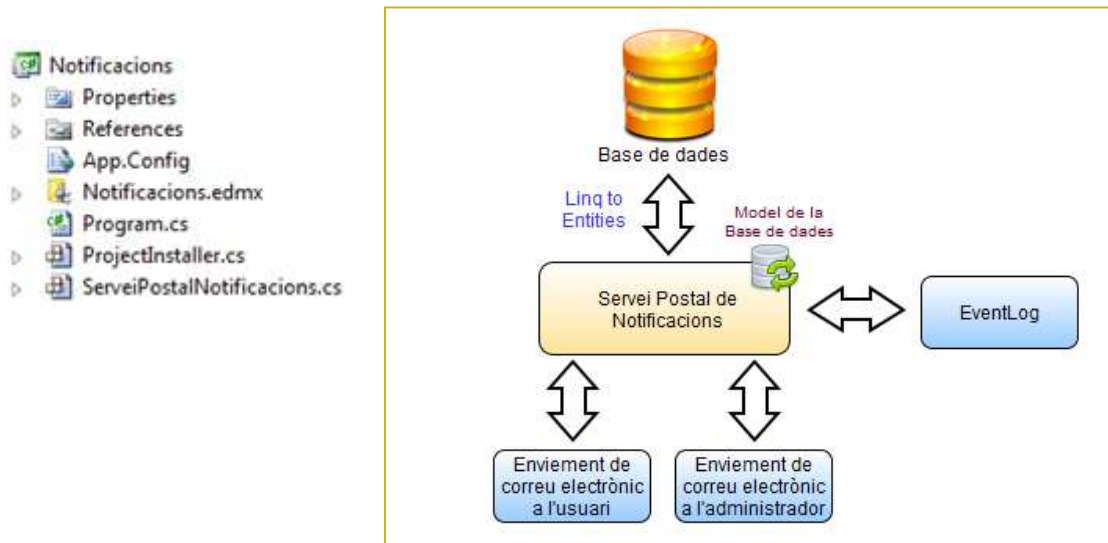 Notificacions
Properties
References
App.Config
Notificacions.edmx
Program.cs
ProjectInstaller.cs
ServeiPostalNotificacions.cs
Base de dades
Linq to
Entities
Model de la
Base de dades
Servei Postal de
Notificacions
EventLog
Enviement de
correu electrònic
a l'usuari
Enviement de
correu electrònic
a l'administrador